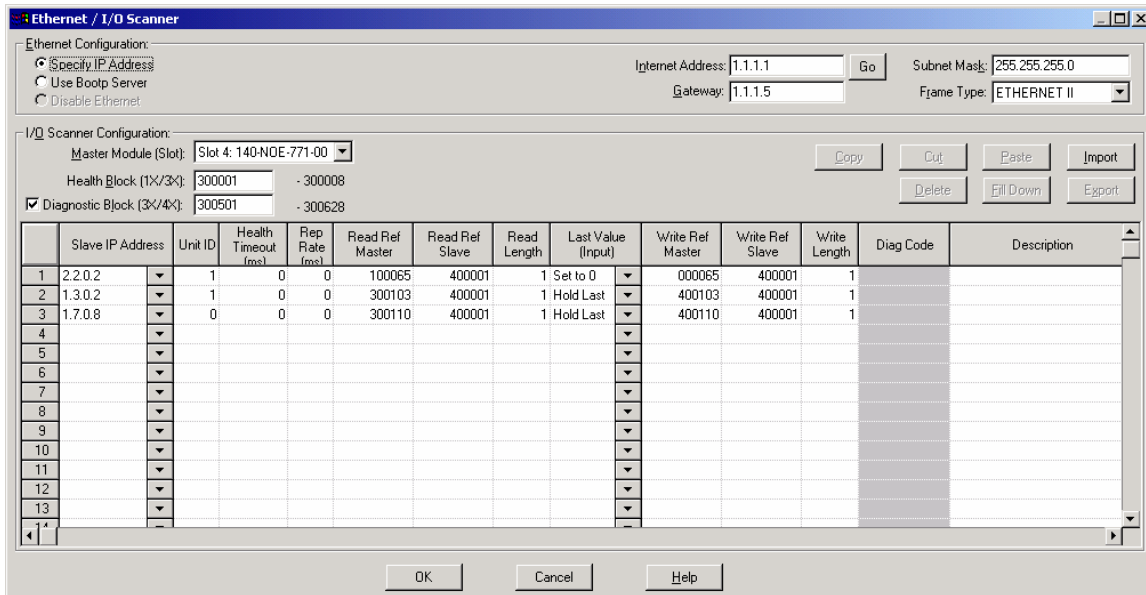 Ethernet / I/O Scanner
Ethernet Configuration:
Specify IP Address
Use Bootp Server
Disable Ethernet
Internet Address: 1.1.1.1 Go Subnet Mask: 255.255.255.0
Gateway: 1.1.1.5 Frame Type: ETHERNET II
I/O Scanner Configuration:
Master Module (Slot): Slot 4: 140-NOE-771-00 Copy Cut Paste Import
Health Block (1X/3X): 300001 - 300008
Diagnostic Block (3X/4X): 300501 - 300628 Delete Fill Down Export
Slave IP Address Unit ID Health Timeout (ms) Rep Rate (ms) Read Ref Master Read Ref Slave Read Length Last Value (Input) Write Ref Master Write Ref Slave Write Length Diag Code Description
1 2.2.0.2 1 0 0 100065 400001 1 Set to 0 000065 400001 1
2 1.3.0.2 1 0 0 300103 400001 1 Hold Last 400103 400001 1
3 1.7.0.8 0 0 0 300110 400001 1 Hold Last 400110 400001 1
4
5
6
7
8
9
10
11
12
13
14
OK Cancel Help